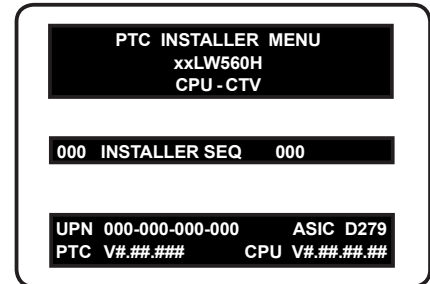 PTC INSTALLER MENU
xxLW560H
CPU - CTV
000 INSTALLER SEQ 000
UPN 000-000-000-000 ASIC D279
PTC V#.##.### CPU V#.##.##.##